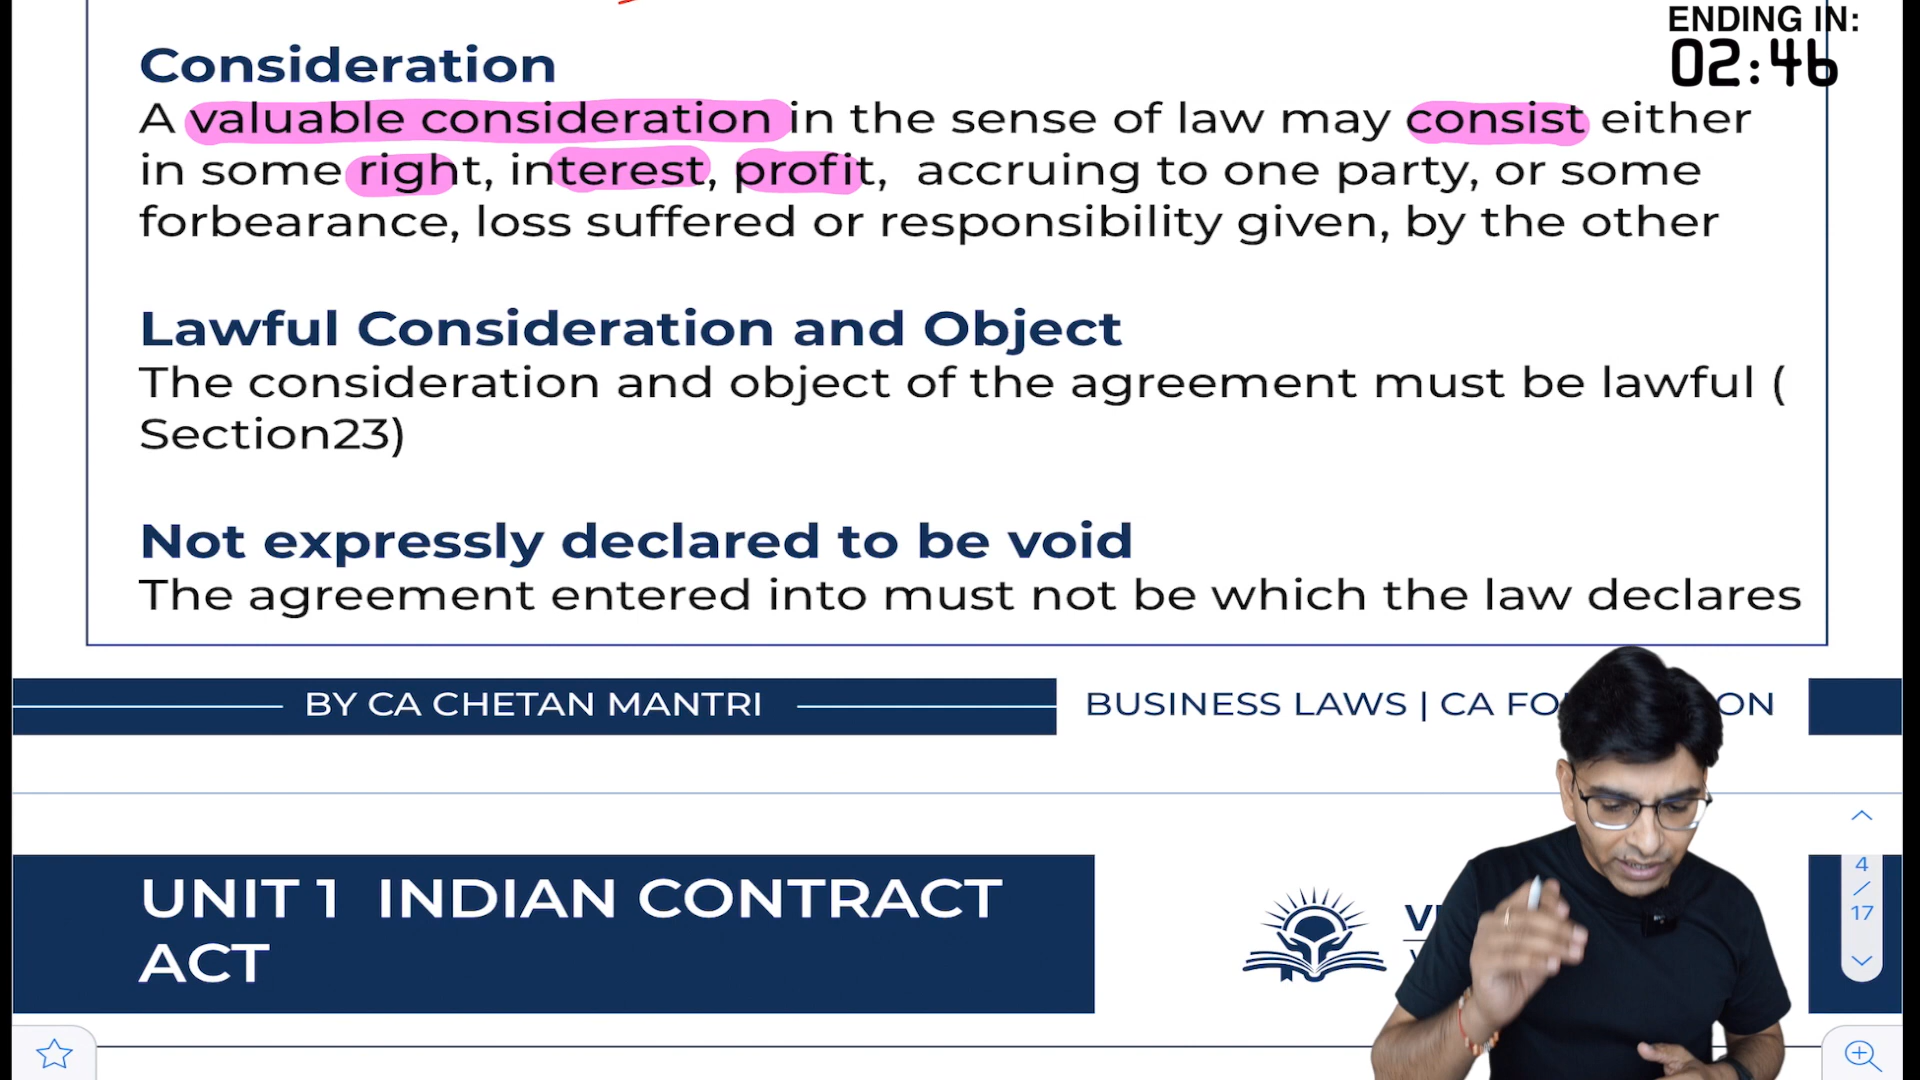 ENDING IN:
02:46
Consideration
A valuable consideration in the sense of law may consist either
in some right, interest, profit, accruing to one party, or some
forbearance, loss suffered or responsibility given, by the other
Lawful Consideration and Object
The consideration and object of the agreement must be lawful (
Section23)
Not expressly declared to be void
The agreement entered into must not be which the law declares
BY CA CHETAN MANTRI
BUSINESS LAWS | CA
UNIT 1 INDIAN CONTRACT
ACT
4
/
17